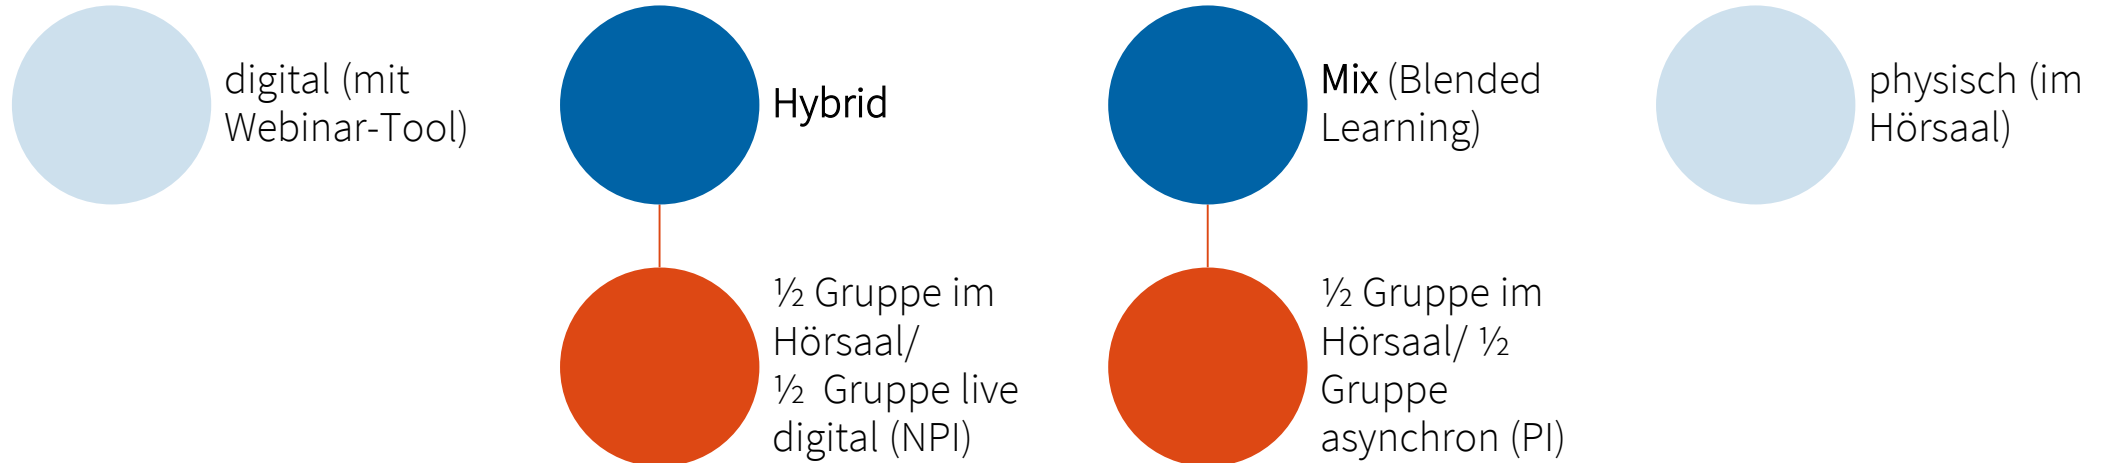 digital (mit
Webinar-Tool)
Hybrid
Mix (Blended
Learning)
physisch (im
Hörsaal)
½ Gruppe im
Hörsaal/
½  Gruppe live
digital (NPI)
½ Gruppe im
Hörsaal/ ½
Gruppe
asynchron (PI)